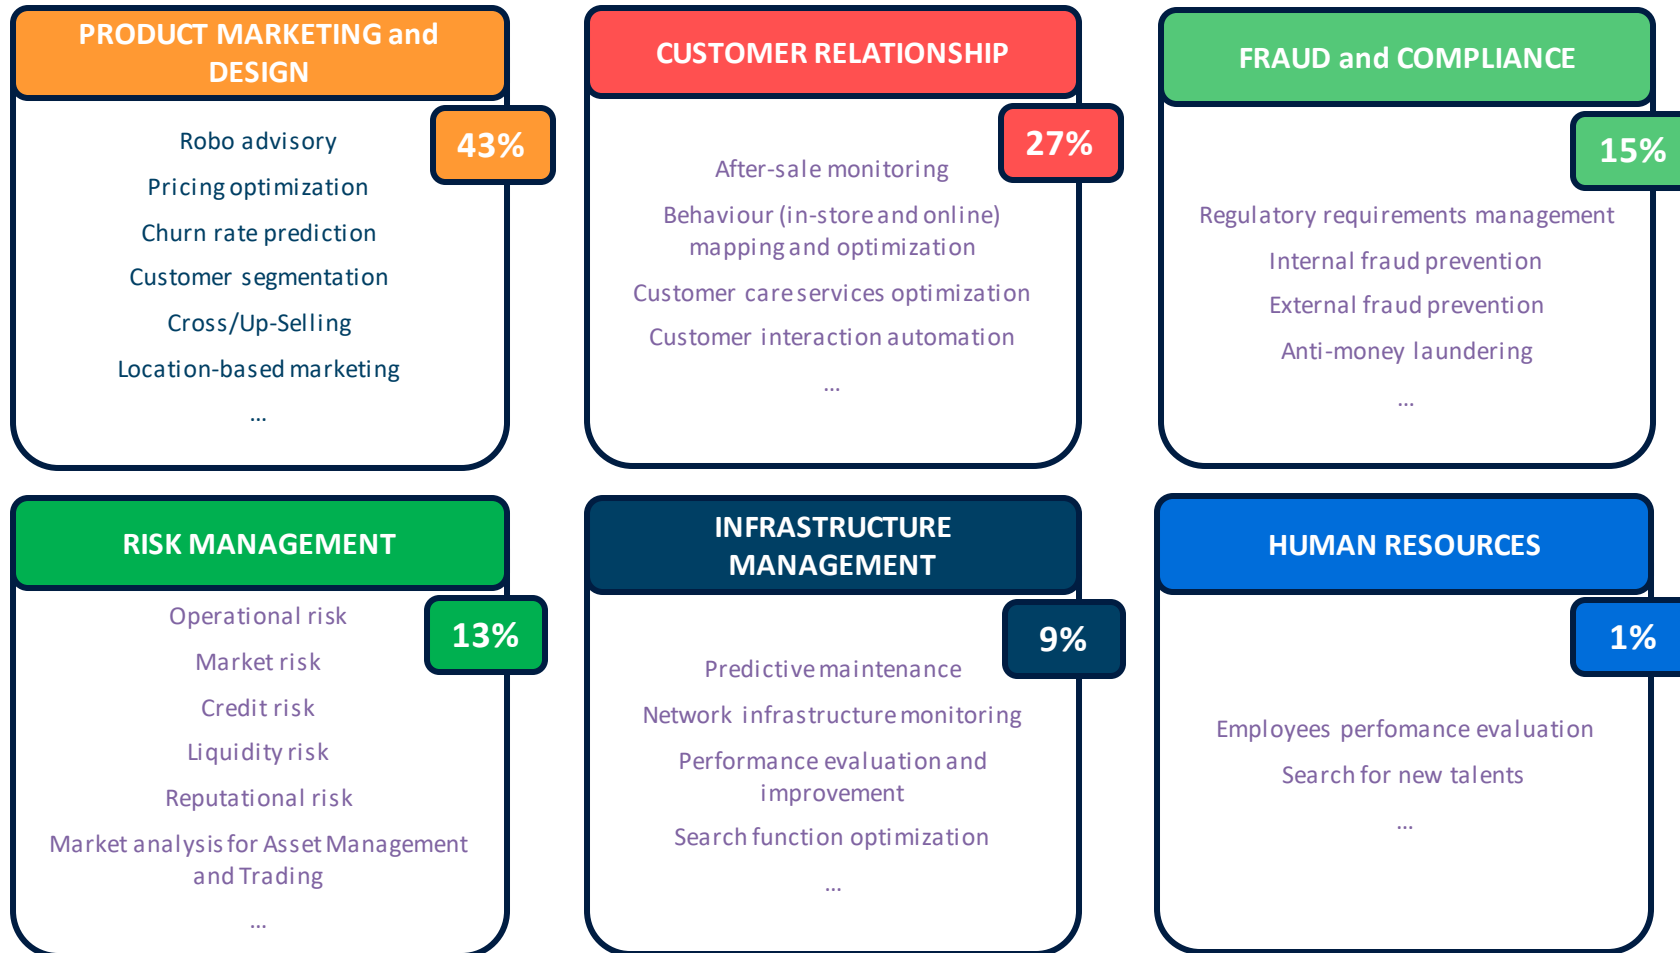 PRODUCT MARKETING and
DESIGN
43%
Robo advisory
Pricing optimization
Churn rate prediction
Customer segmentation
Cross/Up-Selling
Location-based marketing
...
CUSTOMER RELATIONSHIP
27%
After-sale monitoring
Behaviour (in-store and online)
mapping and optimization
Customer care services optimization
Customer interaction automation
...
FRAUD and COMPLIANCE
15%
Regulatory requirements management
Internal fraud prevention
External fraud prevention
Anti-money laundering
...
RISK MANAGEMENT
13%
Operational risk
Market risk
Credit risk
Liquidity risk
Reputational risk
Market analysis for Asset Management
and Trading
...
INFRASTRUCTURE
MANAGEMENT
9%
Predictive maintenance
Network infrastructure monitoring
Performance evaluation and
improvement
Search function optimization
...
HUMAN RESOURCES
1%
Employees perfomance evaluation
Search for new talents
...